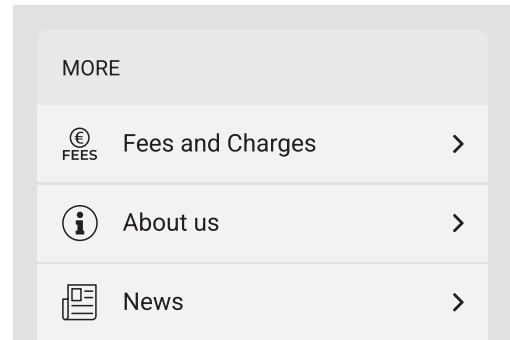 MORE
€
FEES
Fees and Charges
About us
News